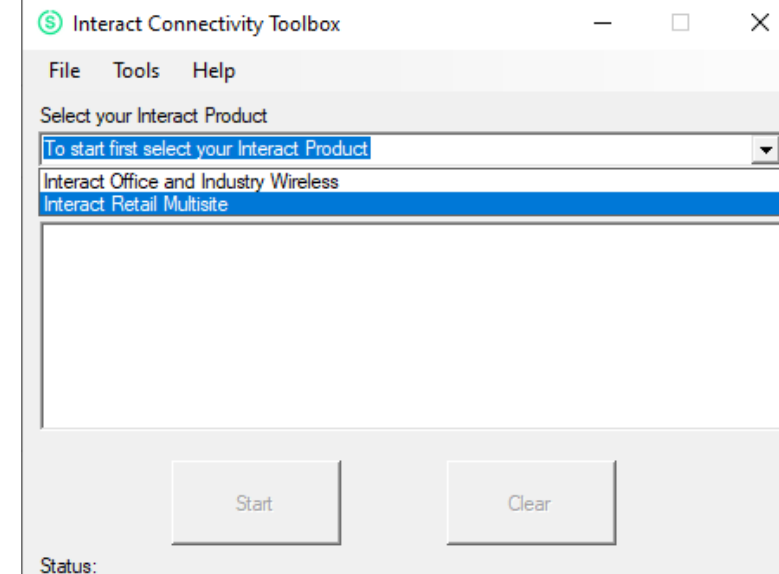 Interact Connectivity Toolbox
File Tools Help
Select your Interact Product
To start first select your Interact Product
Interact Office and Industry Wireless
Interact Retail Multisite
Start Clear
Status: